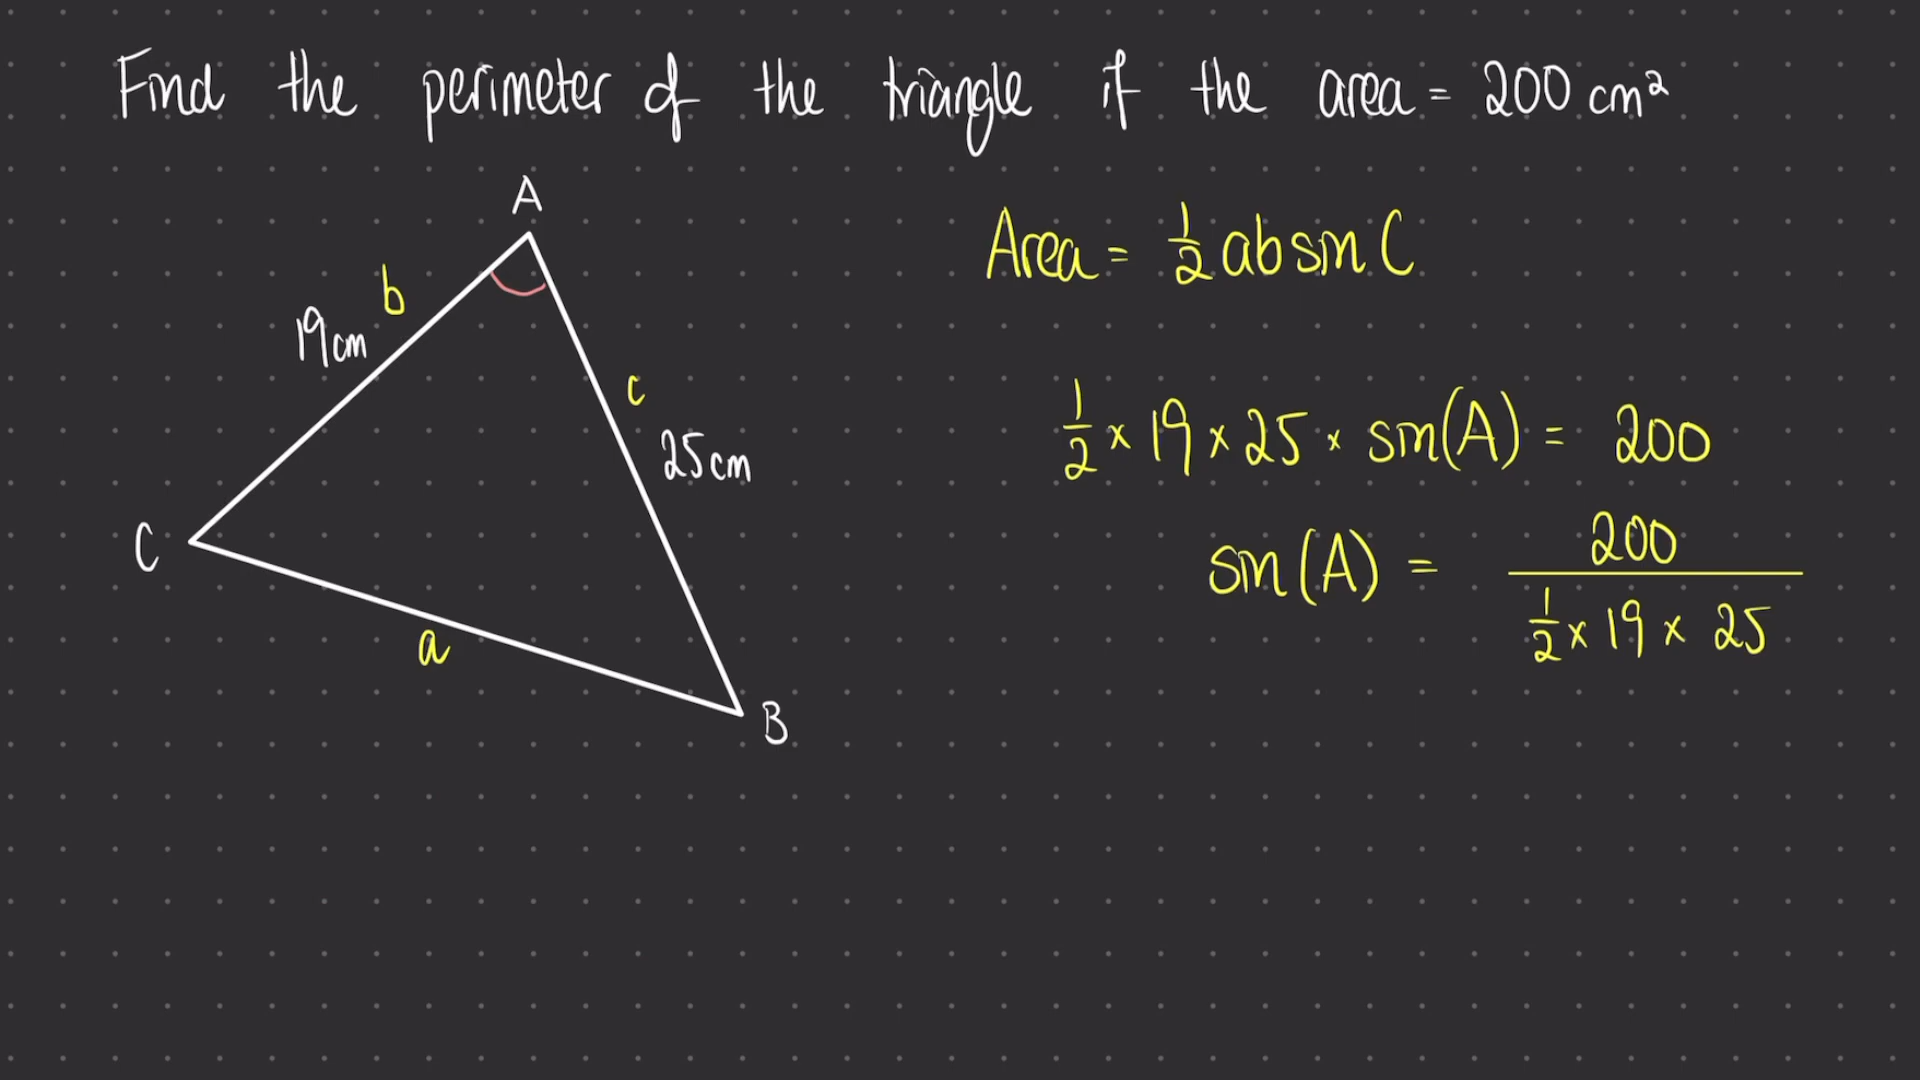 Find the perimeter of the triangle if the area = 200 cm²
A
b
19cm
c
25cm
C
a
B
Area = 1/2 ab sin C
1/2 × 19 × 25 × sin(A) = 200
sin(A) = 200 / (1/2 × 19 × 25)